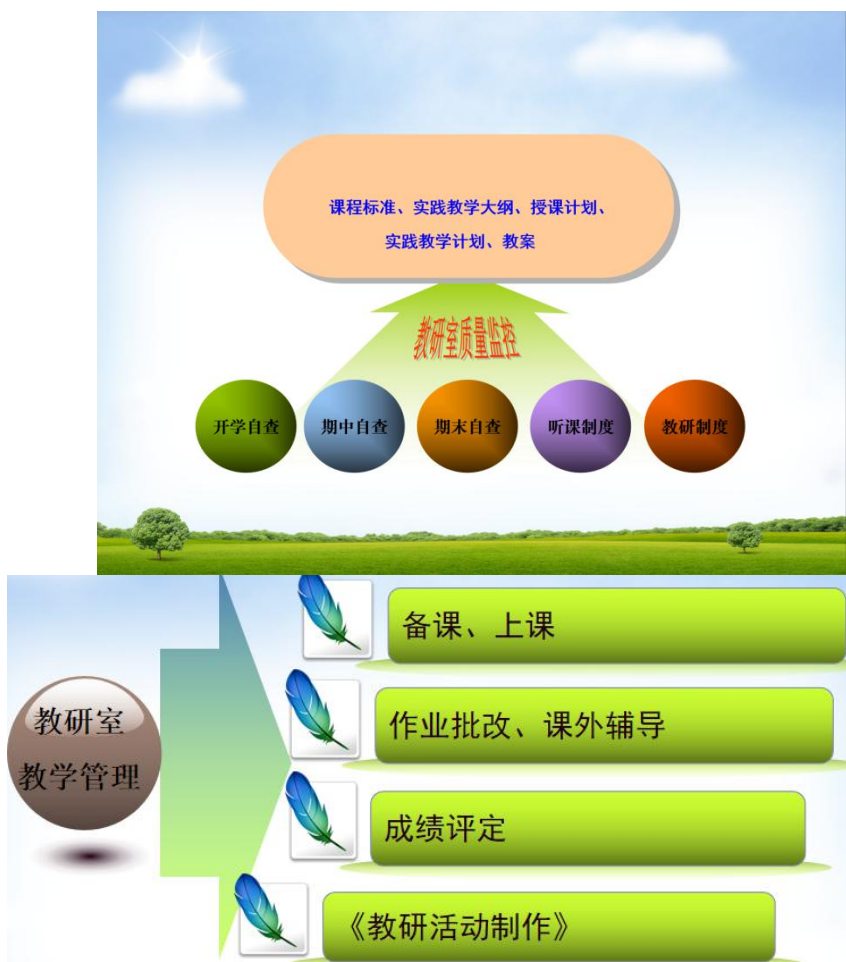 课程标准、实践教学大纲、授课计划、
实践教学计划、教案
教研室质量监控
开学自查
期中自查
期末自查
听课制度
教研制度
教研室
教学管理
备课、上课
作业批改、课外辅导
成绩评定
《教研活动制作》